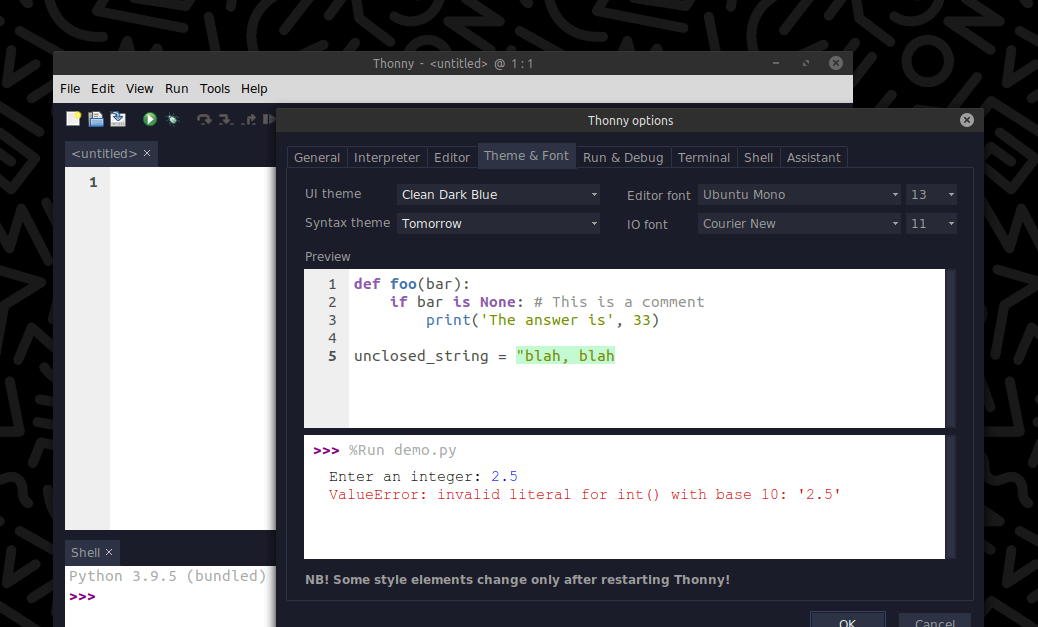 Thonny - <untitled> @ 1 : 1
File Edit View Run Tools Help
Thonny options
<untitled> ×
General Interpreter Editor Theme & Font Run & Debug Terminal Shell Assistant
UI theme Clean Dark Blue Editor font Ubuntu Mono 13
Syntax theme Tomorrow IO font Courier New 11
Preview
1
1 def foo(bar):
2 if bar is None: # This is a comment
3 print('The answer is', 33)
4
5 unclosed_string = "blah, blah
>>> %Run demo.py
Enter an integer: 2.5
ValueError: invalid literal for int() with base 10: '2.5'
NB! Some style elements change only after restarting Thonny!
Shell ×
Python 3.9.5 (bundled)
>>>
OK Cancel